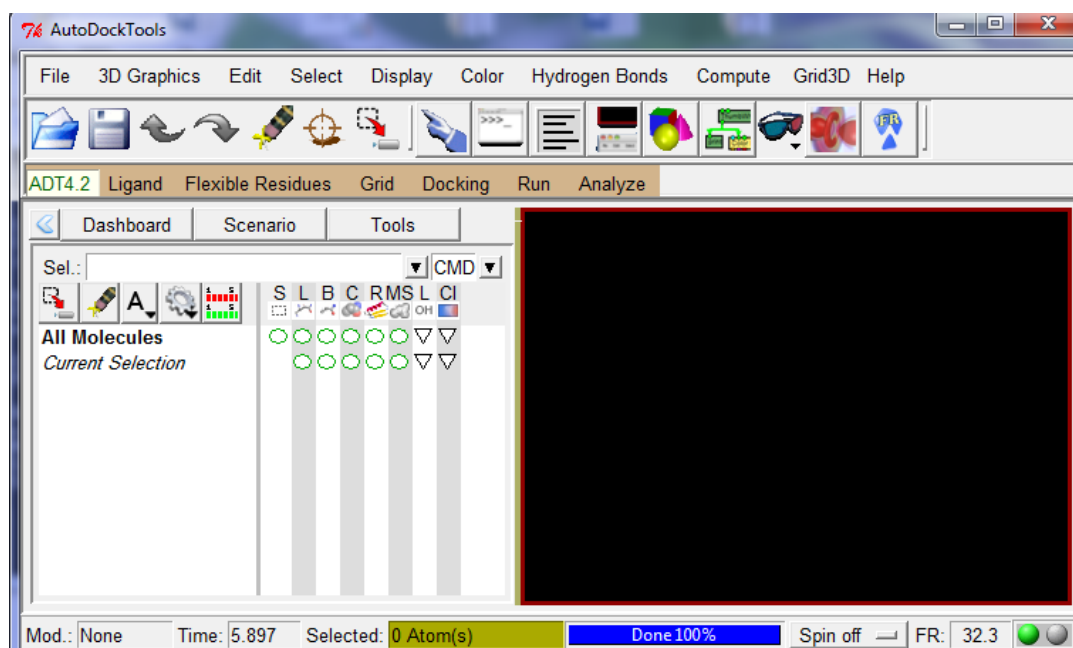 AutoDockTools
File 3D Graphics Edit Select Display Color Hydrogen Bonds Compute Grid3D Help
>>>_
ADT4.2 Ligand Flexible Residues Grid Docking Run Analyze
Dashboard Scenario Tools
Sel.: CMD
A S L B C R MS L Cl
OH
All Molecules
Current Selection
Mod.: None Time: 5.897 Selected: 0 Atom(s) Done 100% Spin off FR: 32.3